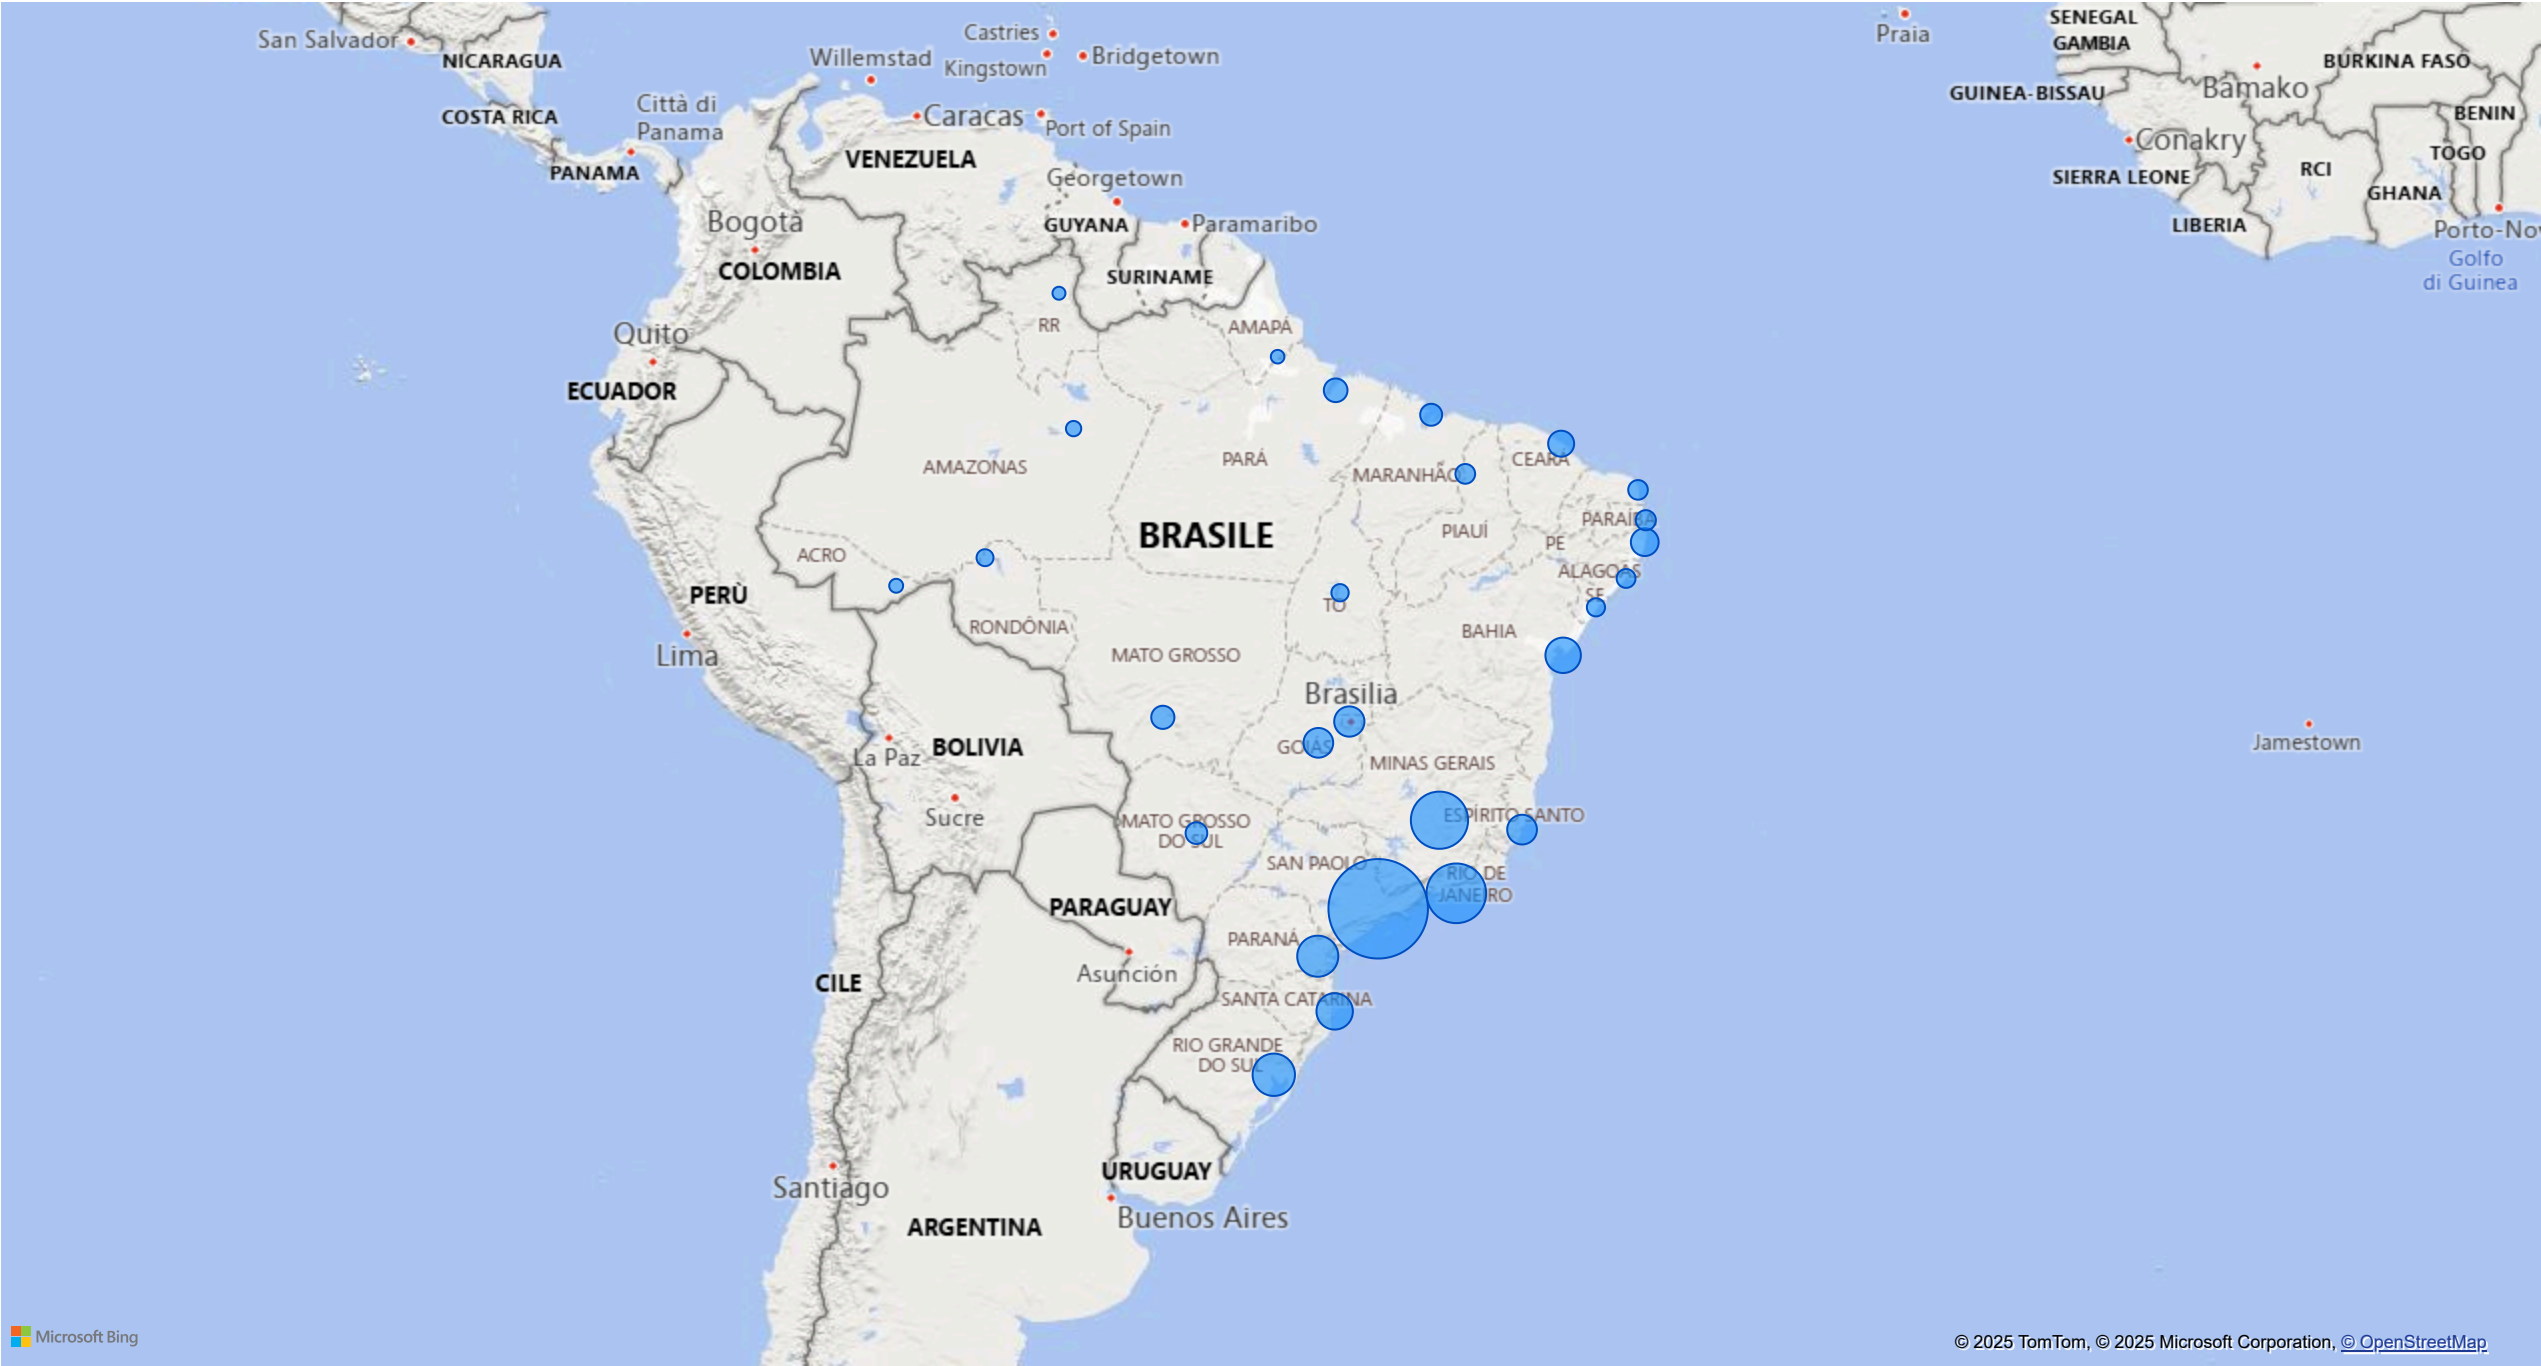 San Salvador
NICARAGUA
COSTA RICA
Città di
Panama
PANAMA
Willemstad
Castries
Kingstown
Bridgetown
Caracas
Port of Spain
VENEZUELA
Georgetown
GUYANA
Paramaribo
SURINAME
Bogotà
COLOMBIA
Quito
ECUADOR
RR
AMAPÁ
AMAZONAS
PARÁ
MARANHÃO
CEARÁ
BRASILE
PIAUÍ
PARAÍBA
PE
ALAGOAS
SE
ACRO
PERÙ
Lima
RONDÔNIA
TO
BAHIA
MATO GROSSO
Brasilia
GOIÁS
MINAS GERAIS
La Paz
BOLIVIA
Sucre
MATO GROSSO
DO SUL
ESPÍRITO SANTO
SAN PAOLO
RIO DE
JANEIRO
PARAGUAY
Asunción
PARANÁ
SANTA CATARINA
RIO GRANDE
DO SUL
CILE
URUGUAY
Santiago
Buenos Aires
ARGENTINA
Praia
SENEGAL
GAMBIA
GUINEA-BISSAU
Bamako
BURKINA FASO
BENIN
Conakry
TOGO
SIERRA LEONE
RCI
GHANA
LIBERIA
Porto-Nov
Golfo
di Guinea
Jamestown
Microsoft Bing
© 2025 TomTom, © 2025 Microsoft Corporation, © OpenStreetMap